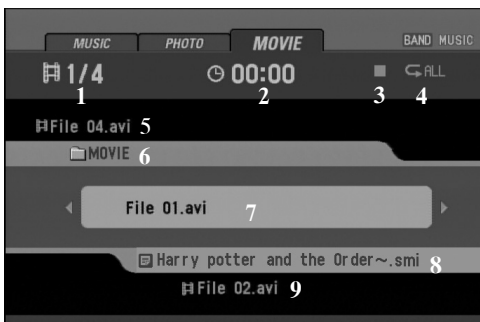 MUSIC PHOTO MOVIE BAND MUSIC
1/4 00:00 ALL
1 2 3 4
File 04.avi 5
MOVIE 6
File 01.avi 7
Harry potter and the Order~.smi 8
File 02.avi 9